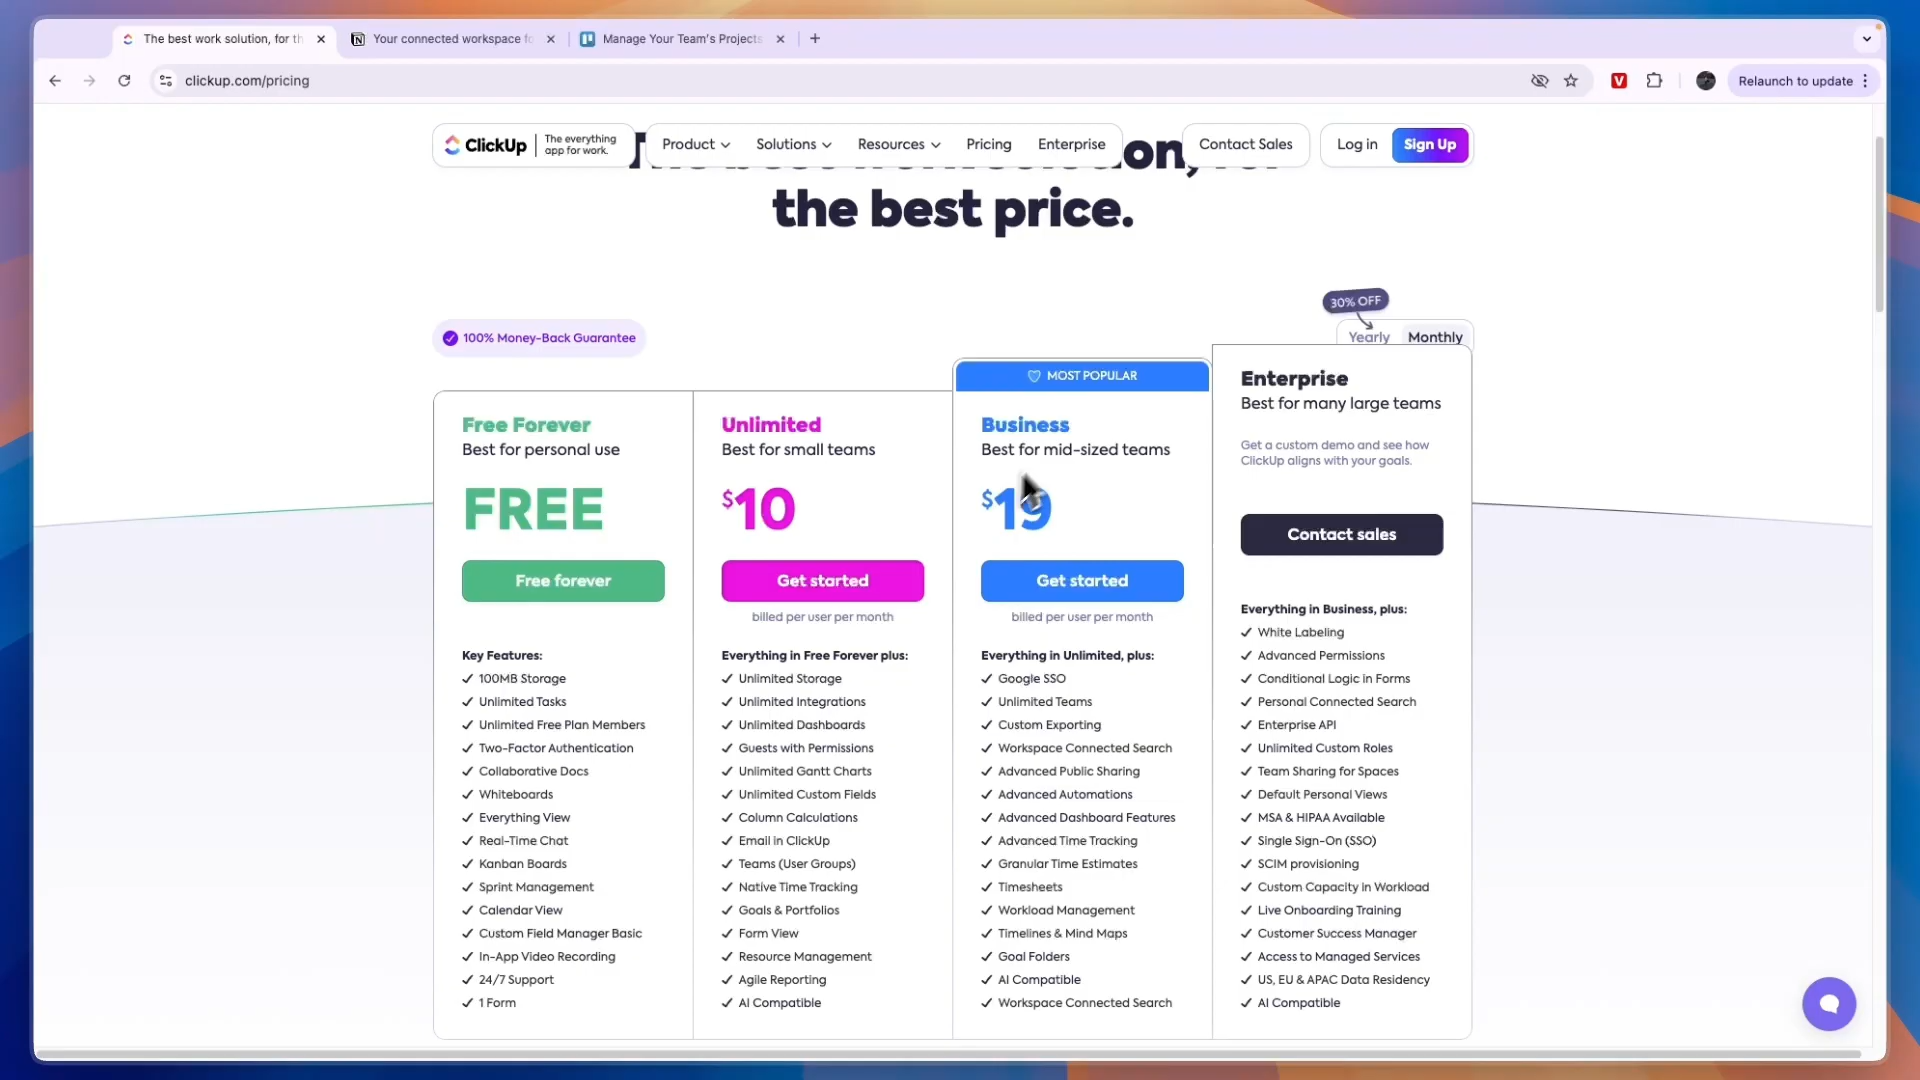 The best work solution, for th
Your connected workspace fo
Manage Your Team's Projects
clickup.com/pricing
Relaunch to update
ClickUp
The everything
app for work.
Product
Solutions
Resources
Pricing
Enterprise
Contact Sales
Log in
Sign Up
the best price.
100% Money-Back Guarantee
30% OFF
Yearly
Monthly
Free Forever
Best for personal use
FREE
Free forever
Key Features:
100MB Storage
Unlimited Tasks
Unlimited Free Plan Members
Two-Factor Authentication
Collaborative Docs
Whiteboards
Everything View
Real-Time Chat
Kanban Boards
Sprint Management
Calendar View
Custom Field Manager Basic
In-App Video Recording
24/7 Support
1 Form
Unlimited
Best for small teams
$10
Get started
billed per user per month
Everything in Free Forever plus:
Unlimited Storage
Unlimited Integrations
Unlimited Dashboards
Guests with Permissions
Unlimited Gantt Charts
Unlimited Custom Fields
Column Calculations
Email in ClickUp
Teams (User Groups)
Native Time Tracking
Goals & Portfolios
Form View
Resource Management
Agile Reporting
AI Compatible
MOST POPULAR
Business
Best for mid-sized teams
$19
Get started
billed per user per month
Everything in Unlimited, plus:
Google SSO
Unlimited Teams
Custom Exporting
Workspace Connected Search
Advanced Public Sharing
Advanced Automations
Advanced Dashboard Features
Advanced Time Tracking
Granular Time Estimates
Timesheets
Workload Management
Timelines & Mind Maps
Goal Folders
AI Compatible
Workspace Connected Search
Enterprise
Best for many large teams
Get a custom demo and see how
ClickUp aligns with your goals.
Contact sales
Everything in Business, plus:
White Labeling
Advanced Permissions
Conditional Logic in Forms
Personal Connected Search
Enterprise API
Unlimited Custom Roles
Team Sharing for Spaces
Default Personal Views
MSA & HIPAA Available
Single Sign-On (SSO)
SCIM provisioning
Custom Capacity in Workload
Live Onboarding Training
Customer Success Manager
Access to Managed Services
US, EU & APAC Data Residency
AI Compatible